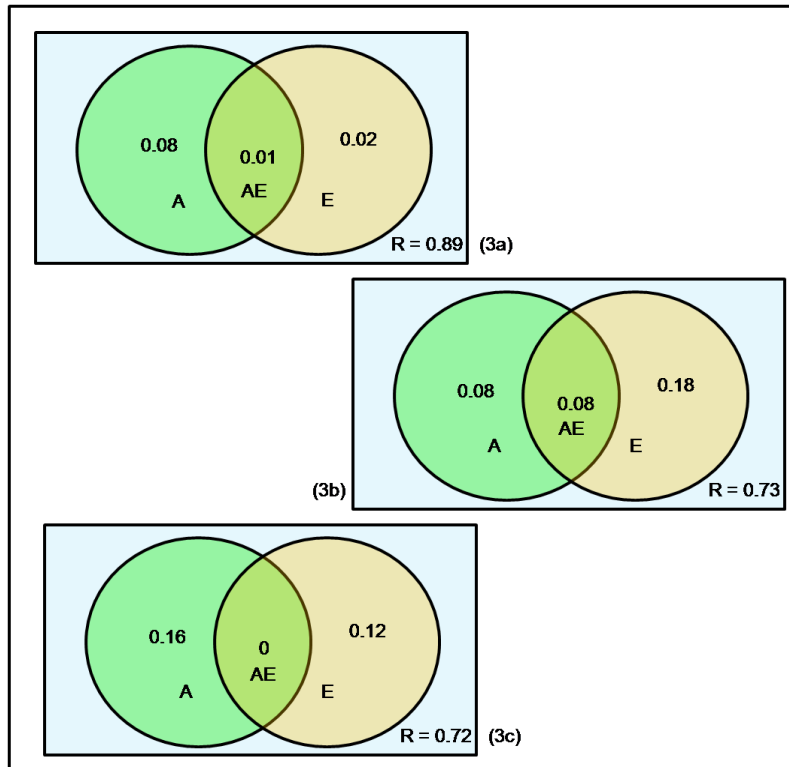 0.08
0.01
0.02
A
AE
E
R = 0.89
(3a)
0.08
0.08
0.18
A
AE
E
R = 0.73
(3b)
0.16
0
0.12
A
AE
E
R = 0.72
(3c)